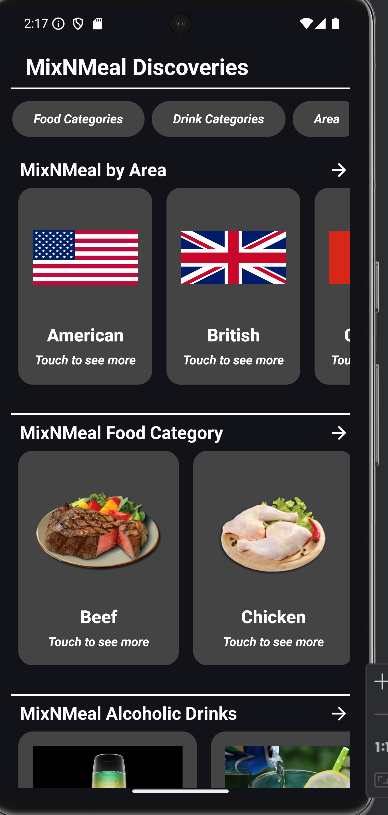 2:17
MixNMeal Discoveries
Food Categories Drink Categories Area
MixNMeal by Area
American British
Touch to see more Touch to see more
MixNMeal Food Category
Beef Chicken
Touch to see more Touch to see more
MixNMeal Alcoholic Drinks